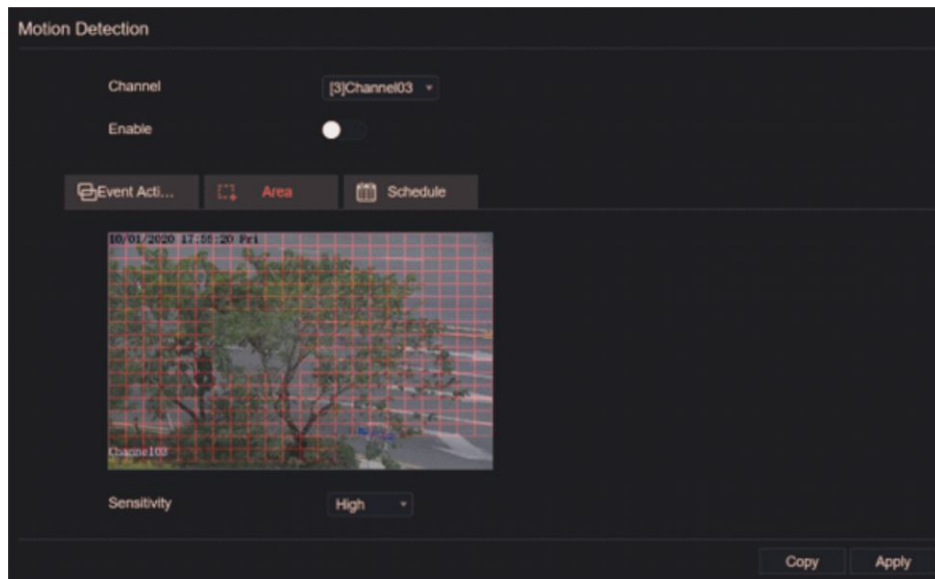 Motion Detection
Channel [3]Channel03
Enable
Event Acti... Area Schedule
10/01/2020 17:55:20 Fri
Channel03
Sensitivity High
Copy Apply